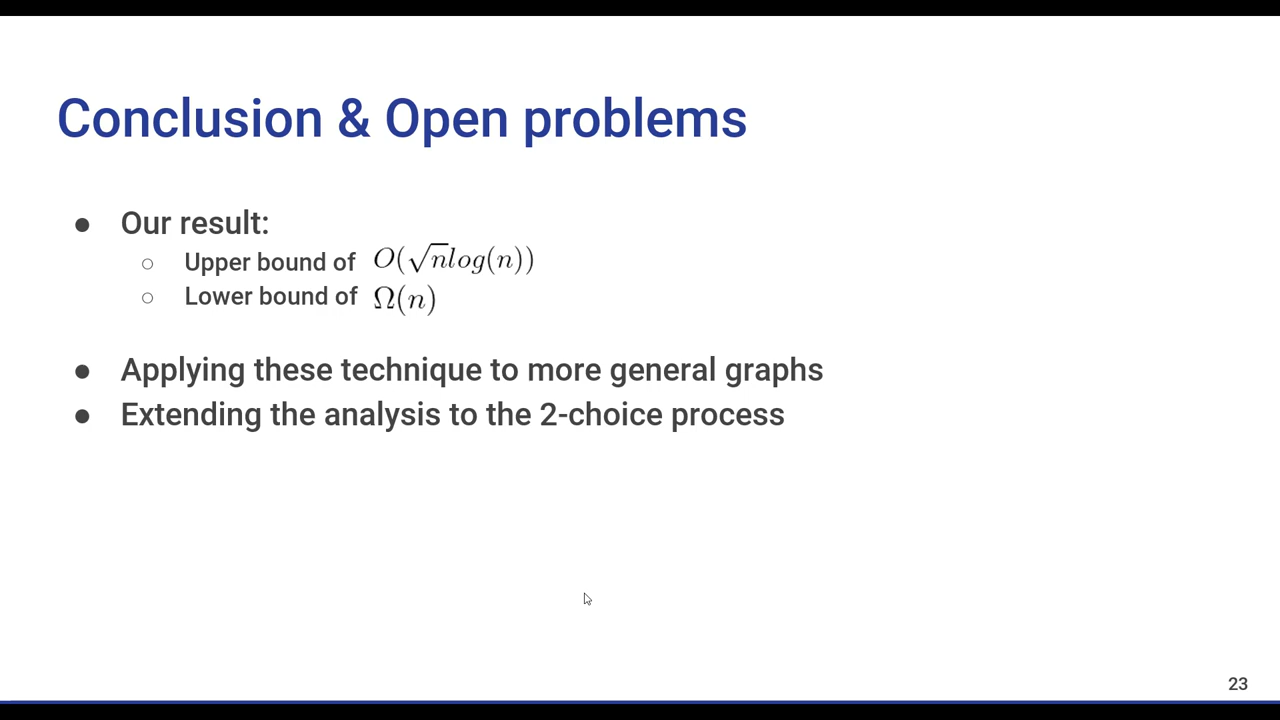 Conclusion & Open problems
● Our result:
○ Upper bound of O(√nlog(n))
○ Lower bound of Ω(n)
● Applying these technique to more general graphs
● Extending the analysis to the 2-choice process
23